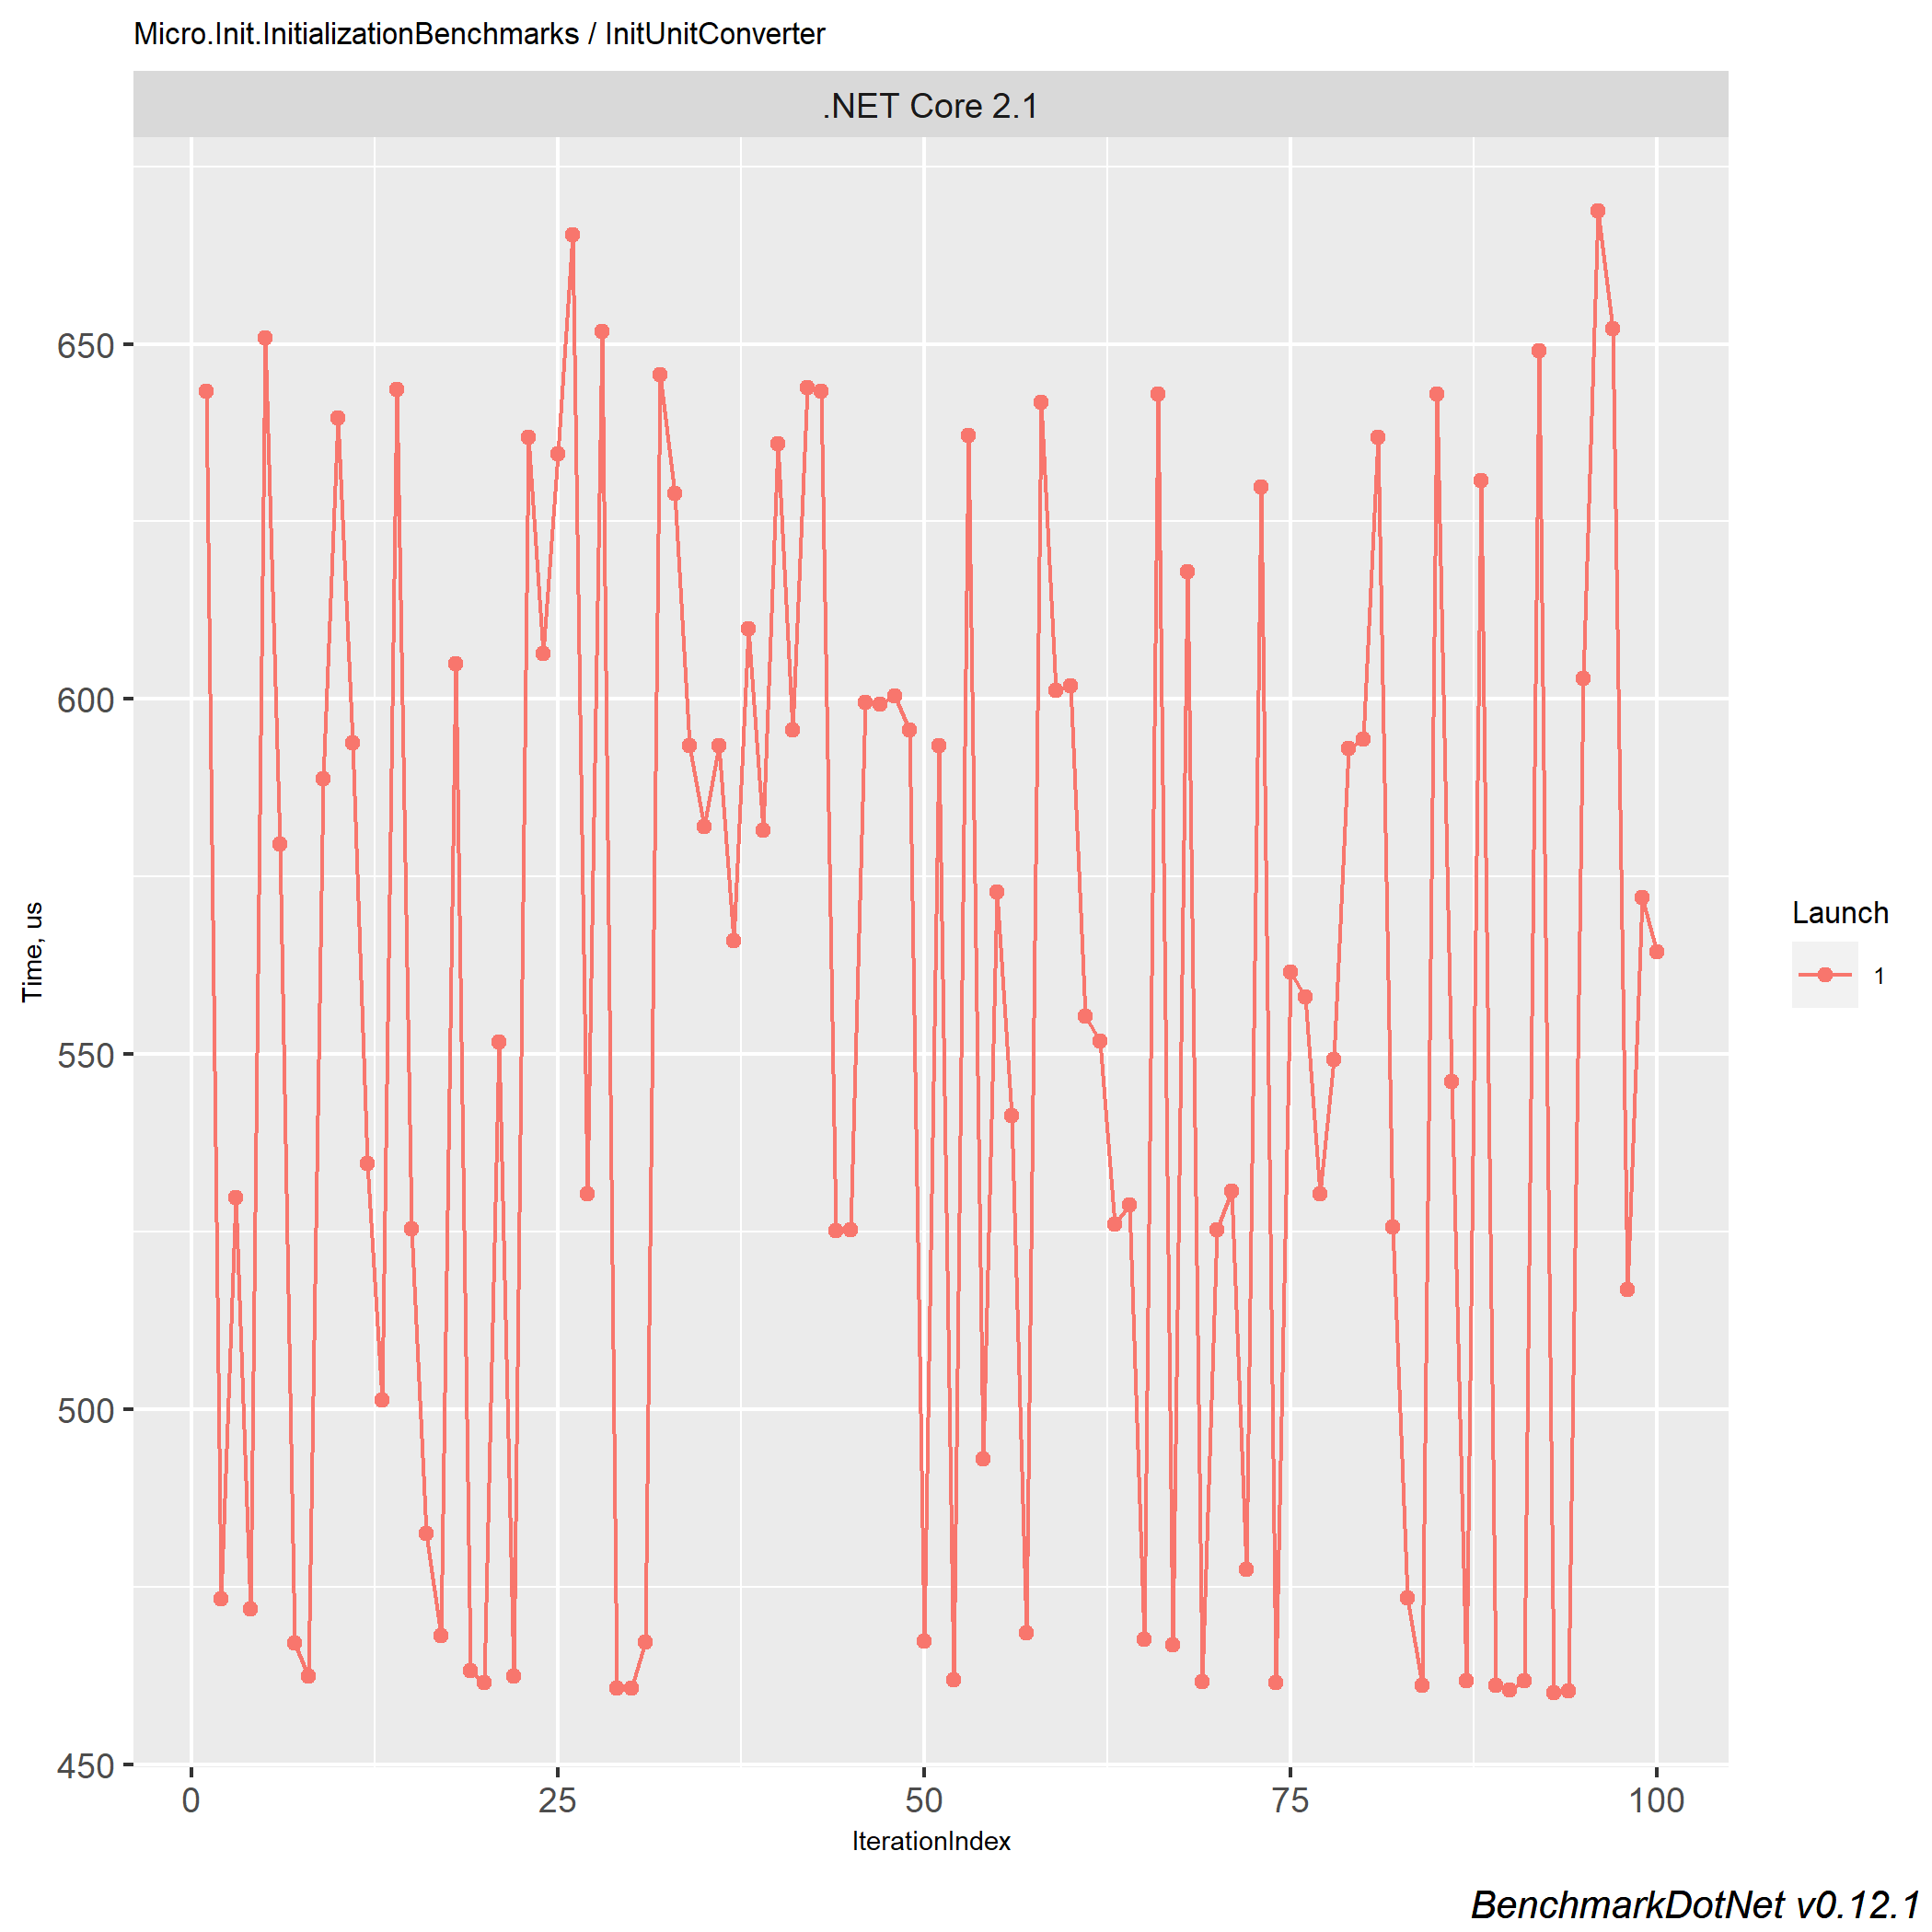 Micro.Init.InitializationBenchmarks / InitUnitConverter
.NET Core 2.1
650
600
550
500
450
Time, us
0 25 50 75 100
IterationIndex
Launch
1
BenchmarkDotNet v0.12.1